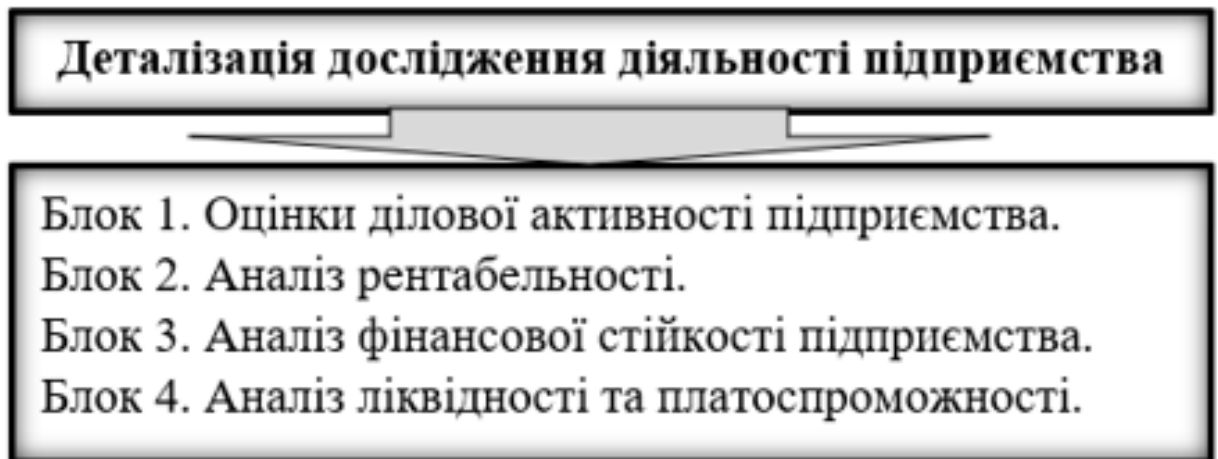 Деталізація дослідження діяльності підприємства
Блок 1. Оцінки ділової активності підприємства.
Блок 2. Аналіз рентабельності.
Блок 3. Аналіз фінансової стійкості підприємства.
Блок 4. Аналіз ліквідності та платоспроможності.